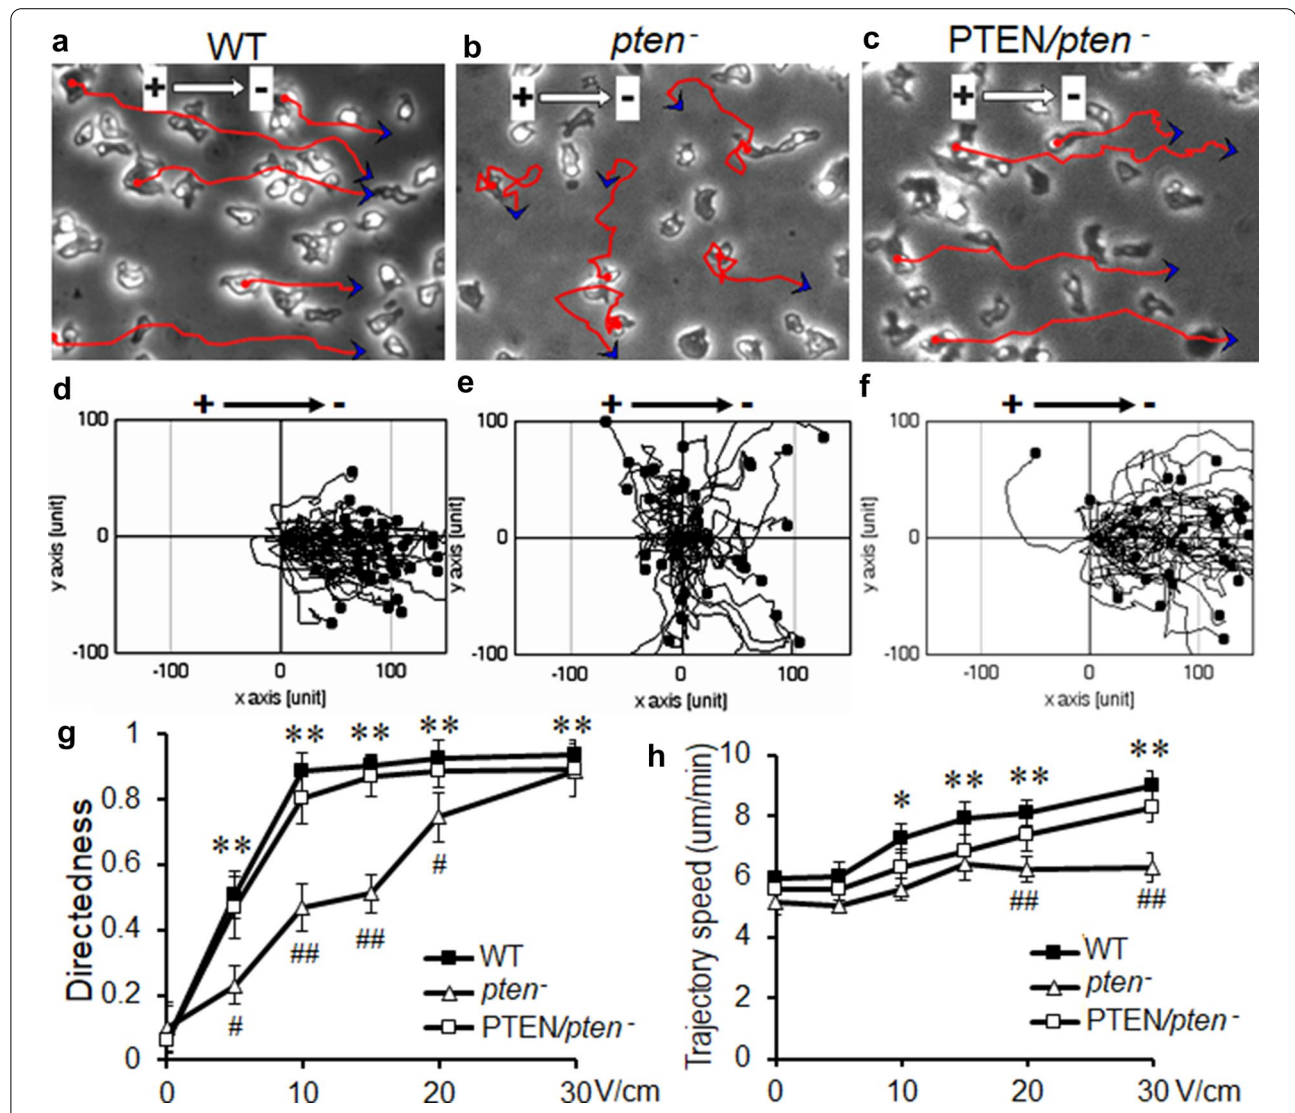 a WT
b pten-
c PTEN/pten -
+ -
+ -
+ -
d + -
e + -
f + -
100
0
-100
y axis [unit]
-100 0 100
x axis [unit]
100
0
-100
y axis [unit]
-100 0 100
x axis [unit]
100
0
-100
y axis [unit]
-100 0 100
x axis [unit]
g
Directedness
1
0.8
0.6
0.4
0.2
0
** ** ** ** **
# ## ## #
WT
pten-
PTEN/pten -
0 10 20 30 V/cm
h
Trajectory speed (um/min)
10
8
6
4
2
0
* ** ** **
## ##
WT
pten-
PTEN/pten -
0 10 20 30 V/cm